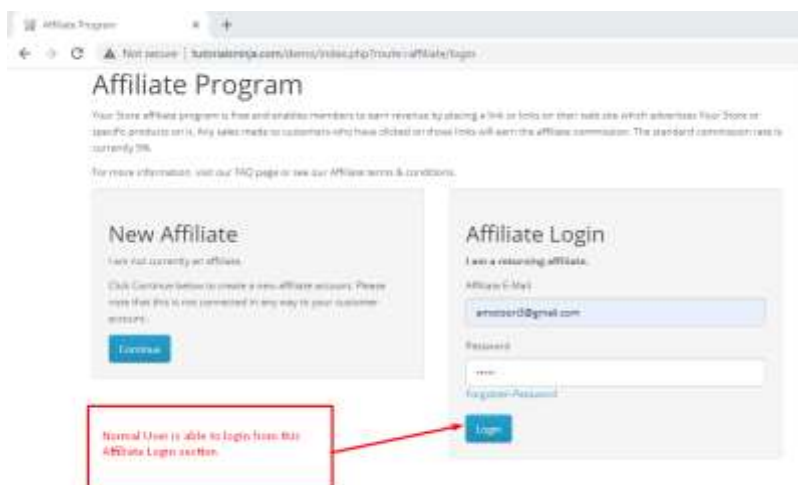 Affiliate Program
Not secure | tutorialsninja.com/demo/index.php?route=affiliate/login
Affiliate Program
Your Store affiliate program is free and enables members to earn revenue by placing a link or links on their web site which advertises Your Store or
specific products on it. Any sales made to customers who have clicked on those links will earn the affiliate commission. The standard commission rate is
currently 5%.
For more information, visit our FAQ page or see our Affiliate terms & conditions.
New Affiliate
I am not currently an affiliate.
Click Continue below to create a new affiliate account. Please
note that this is not connected in any way to your customer
account.
Continue
Affiliate Login
I am a returning affiliate.
Affiliate E-Mail
Password
Forgotten Password
Login
Normal User is able to login from this
Affiliate Login section